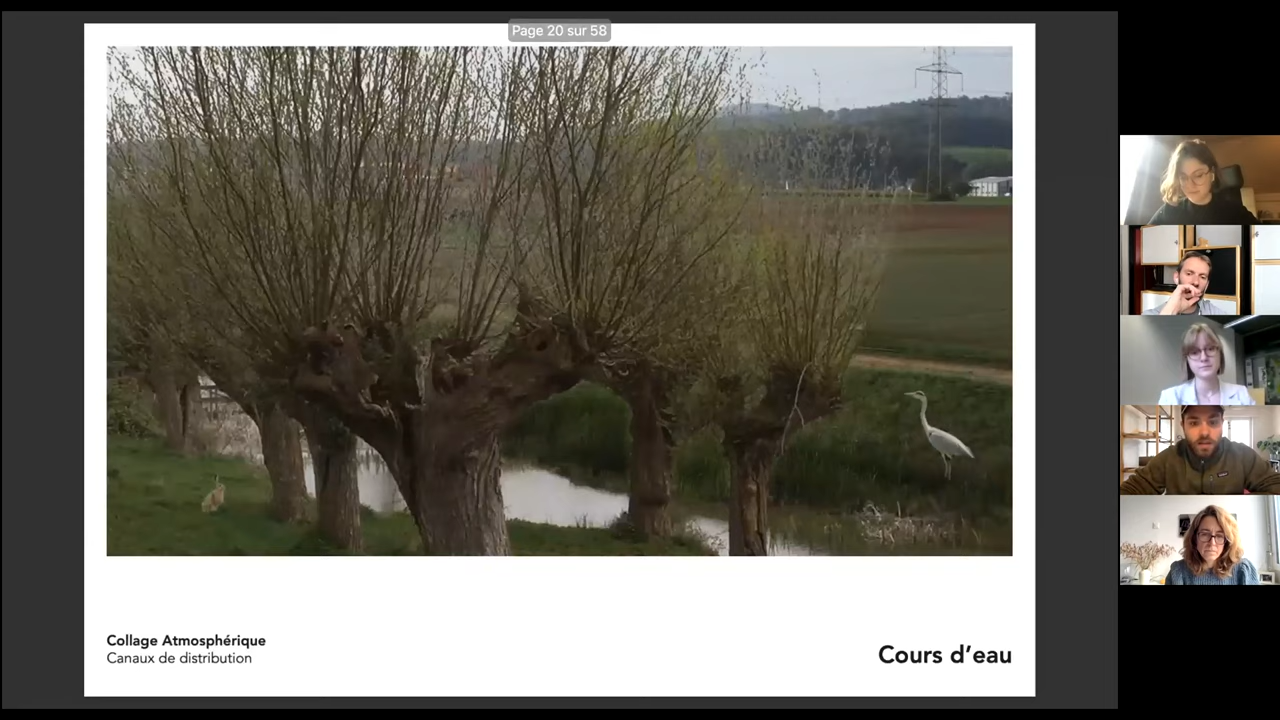 Page 20 sur 58
Collage Atmosphérique
Canaux de distribution
Cours d’eau